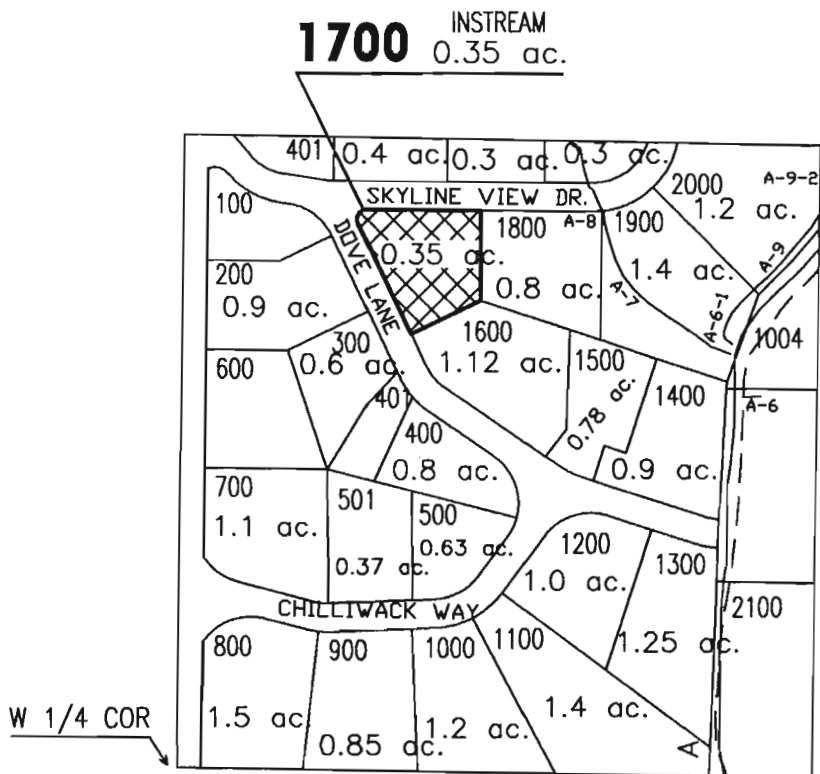 INSTREAM
1700 0.35 ac.
401 0.4 ac. 0.3 ac. 0.3 ac.
SKYLINE VIEW DR.
2000 A-9-2
1.2 ac.
100
DOVE LANE
0.35 ac.
1800 A-8 1900
200
0.9 ac.
0.8 ac.
1.4 ac.
A-9
A-7
A-6-1
1004
300
0.6 ac.
600
1600
1.12 ac.
1500
0.78 ac.
1400
A-6
401
400
0.8 ac.
0.9 ac.
700
1.1 ac.
501
0.37 ac.
500
0.63 ac.
1200
1.0 ac.
1300
1.25 ac.
2100
CHILLIWACK WAY
800
1.5 ac.
900
0.85 ac.
1000
1.2 ac.
1100
1.4 ac.
A
W 1/4 COR